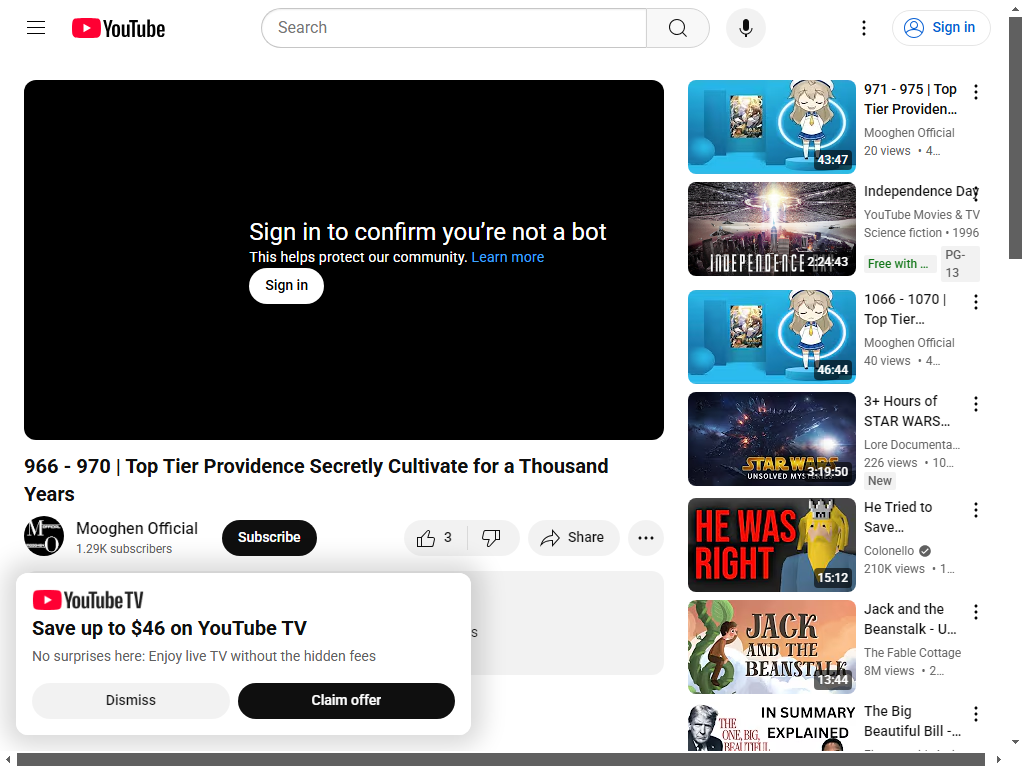 YouTube
Search
Sign in
Sign in to confirm you’re not a bot
This helps protect our community. Learn more
Sign in
966 - 970 | Top Tier Providence Secretly Cultivate for a Thousand
Years
Mooghen Official
1.29K subscribers
Subscribe
3
Share
s
YouTube TV
Save up to $46 on YouTube TV
No surprises here: Enjoy live TV without the hidden fees
Dismiss
Claim offer
43:47
971 - 975 | Top
Tier Providen...
Mooghen Official
20 views • 4...
INDEPENDENCE DAY
2:24:43
Independence Day
YouTube Movies & TV
Science fiction • 1996
Free with ...
PG-
13
46:44
1066 - 1070 |
Top Tier...
Mooghen Official
40 views • 4...
STAR WARS
UNSOLVED MYSTERIES
3:19:50
3+ Hours of
STAR WARS...
Lore Documenta...
226 views • 10...
New
HE WAS
RIGHT
15:12
He Tried to
Save...
Colonello
210K views • 1...
JACK
AND THE
BEANSTALK
13:44
Jack and the
Beanstalk - U...
The Fable Cottage
8M views • 2...
IN SUMMARY
EXPLAINED
THE
ONE, BIG,
BEAUTIFUL
The Big
Beautiful Bill -...